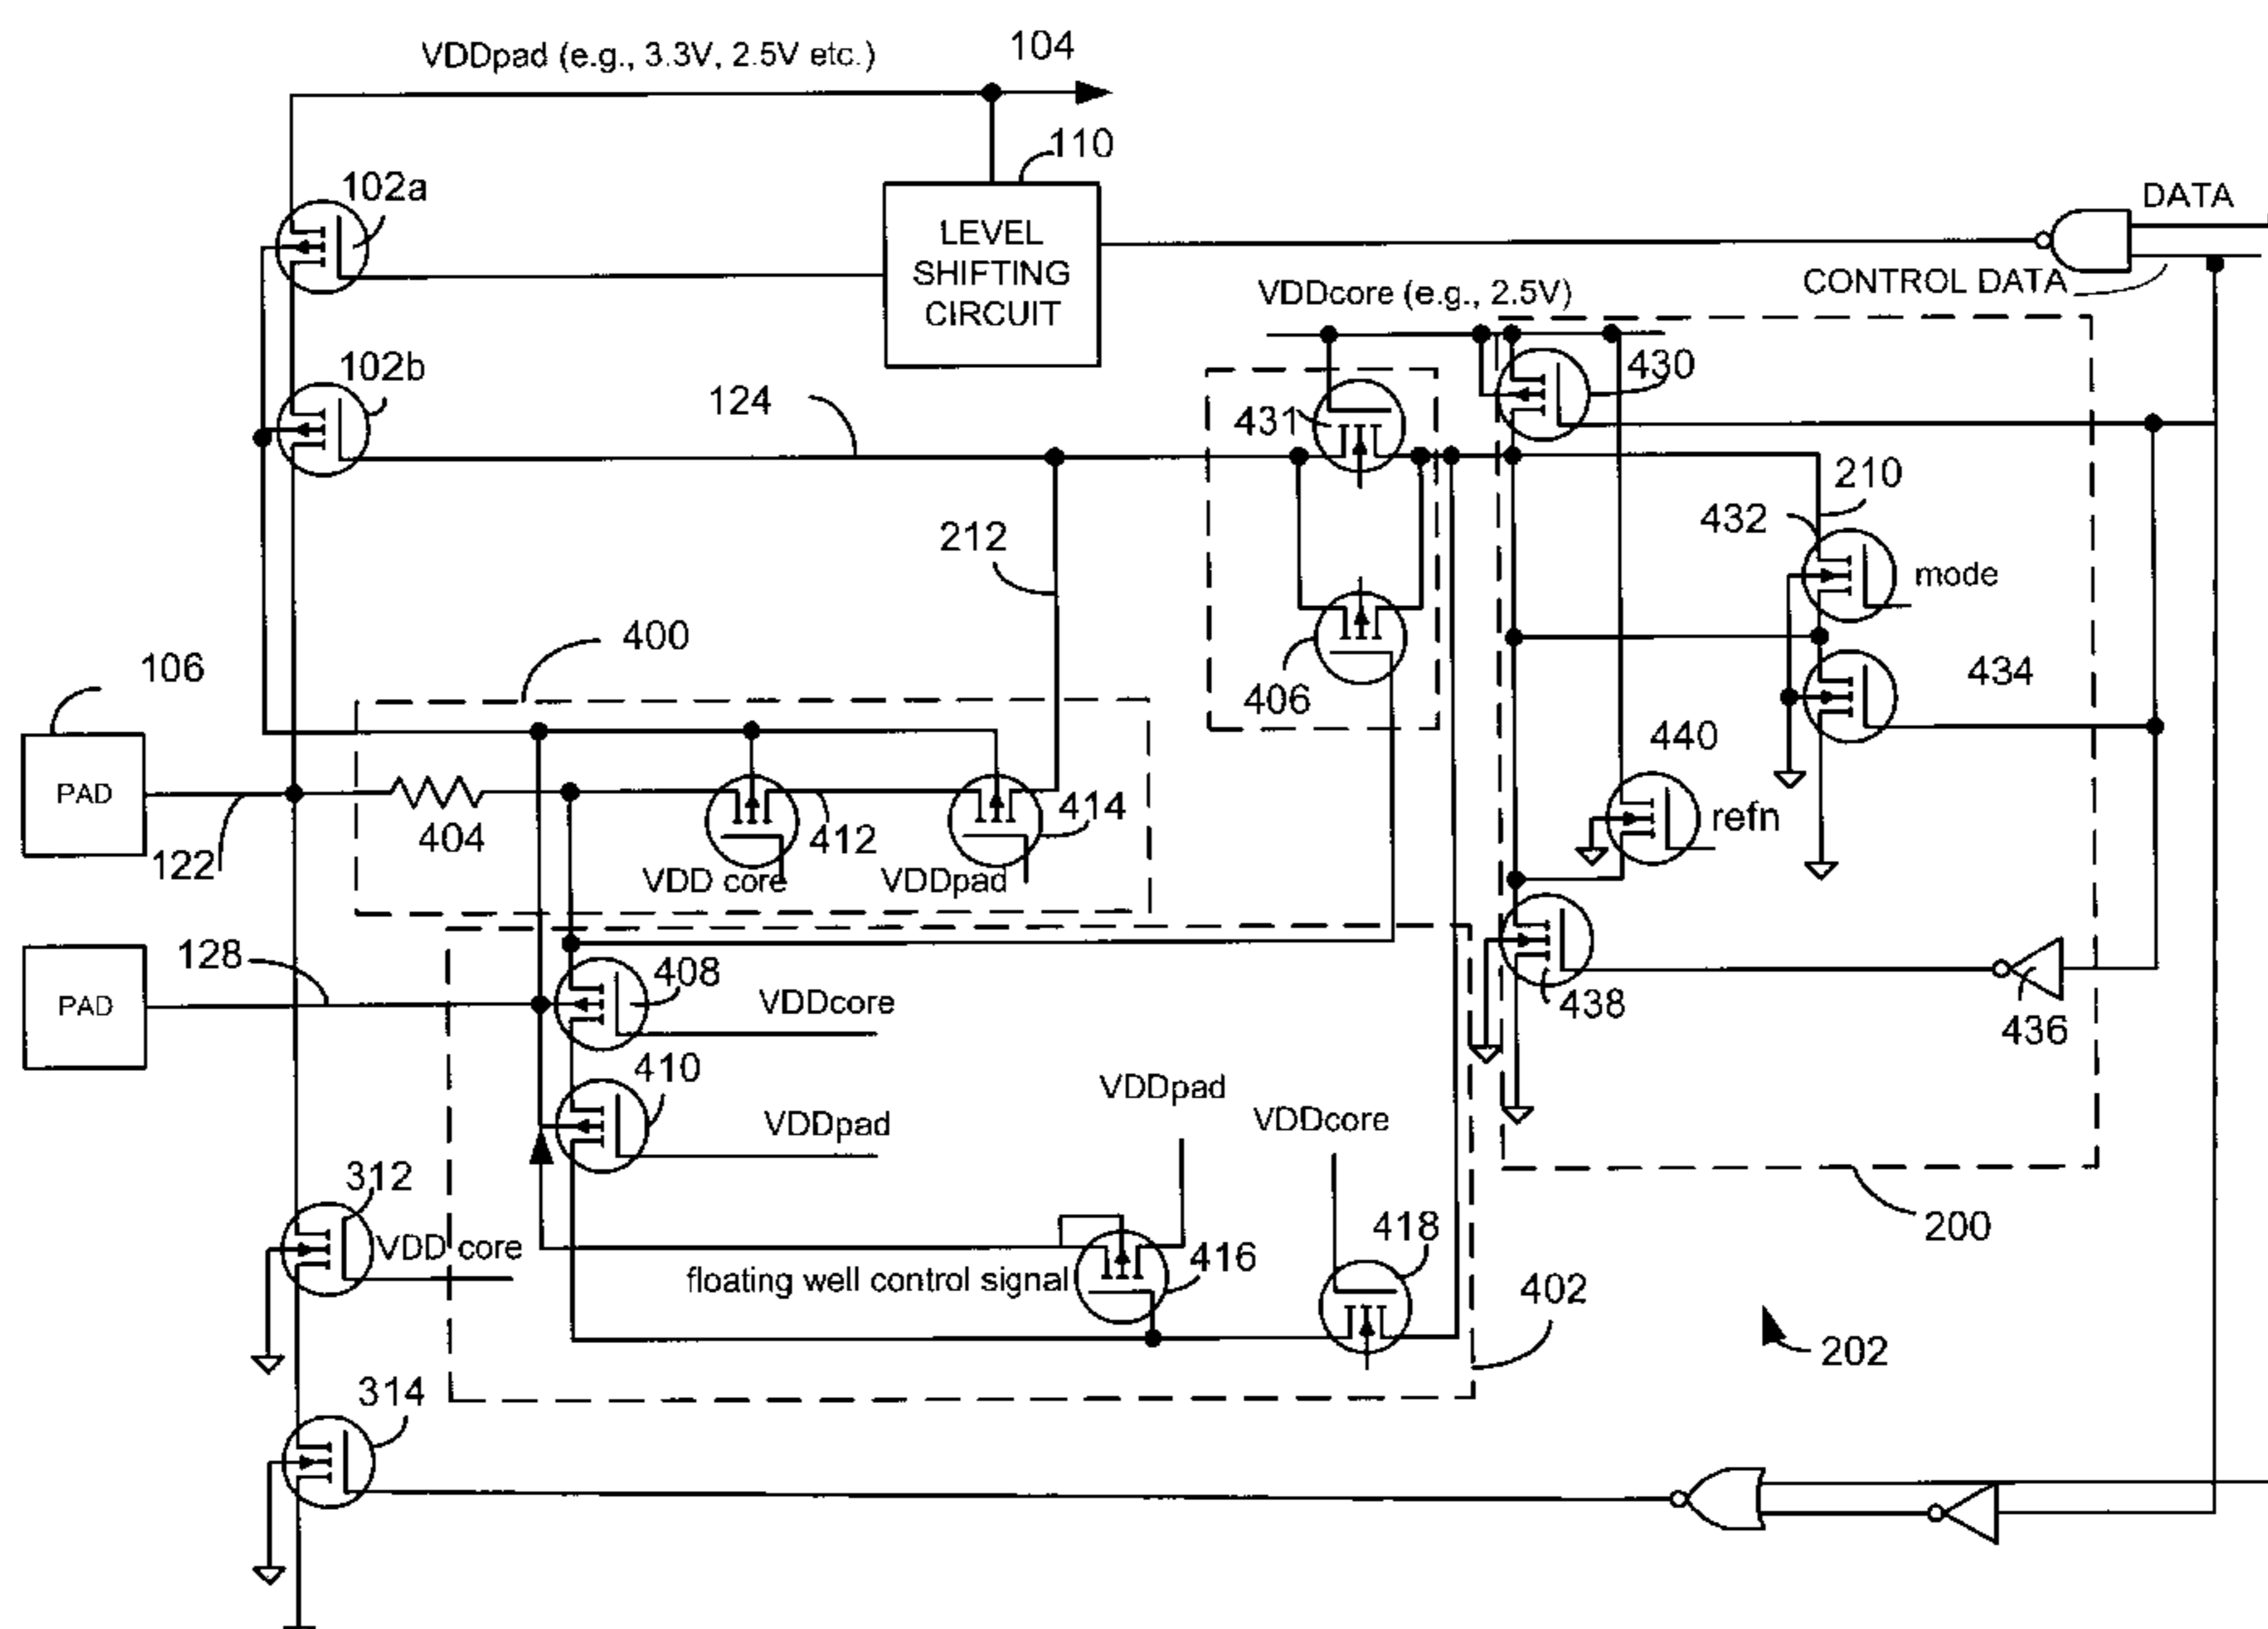 VDDpad (e.g., 3.3V, 2.5V etc.)
104
110
102a
LEVEL
SHIFTING
CIRCUIT
DATA
CONTROL DATA
VDDcore (e.g., 2.5V)
102b
430
124
431
210
432
212
mode
400
106
406
434
440
PAD
404
412
414
refn
122
VDD core
VDDpad
128
408
VDDcore
438
436
PAD
410
VDDpad
VDDpad
VDDcore
312
VDD core
418
200
416
floating well control signal
402
202
314